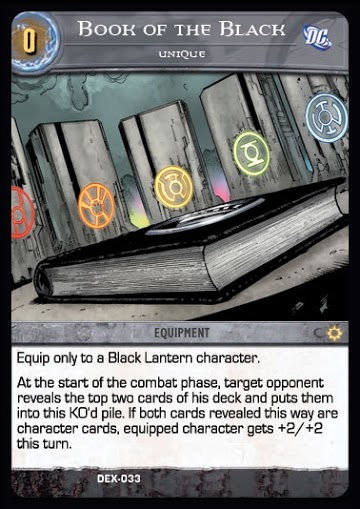 0
Book of the Black
DC
UNIQUE
EQUIPMENT
C
Equip only to a Black Lantern character.
At the start of the combat phase, target opponent
reveals the top two cards of his deck and puts them
into this KO'd pile. If both cards revealed this way are
character cards, equipped character gets +2/+2
this turn.
DEX-033